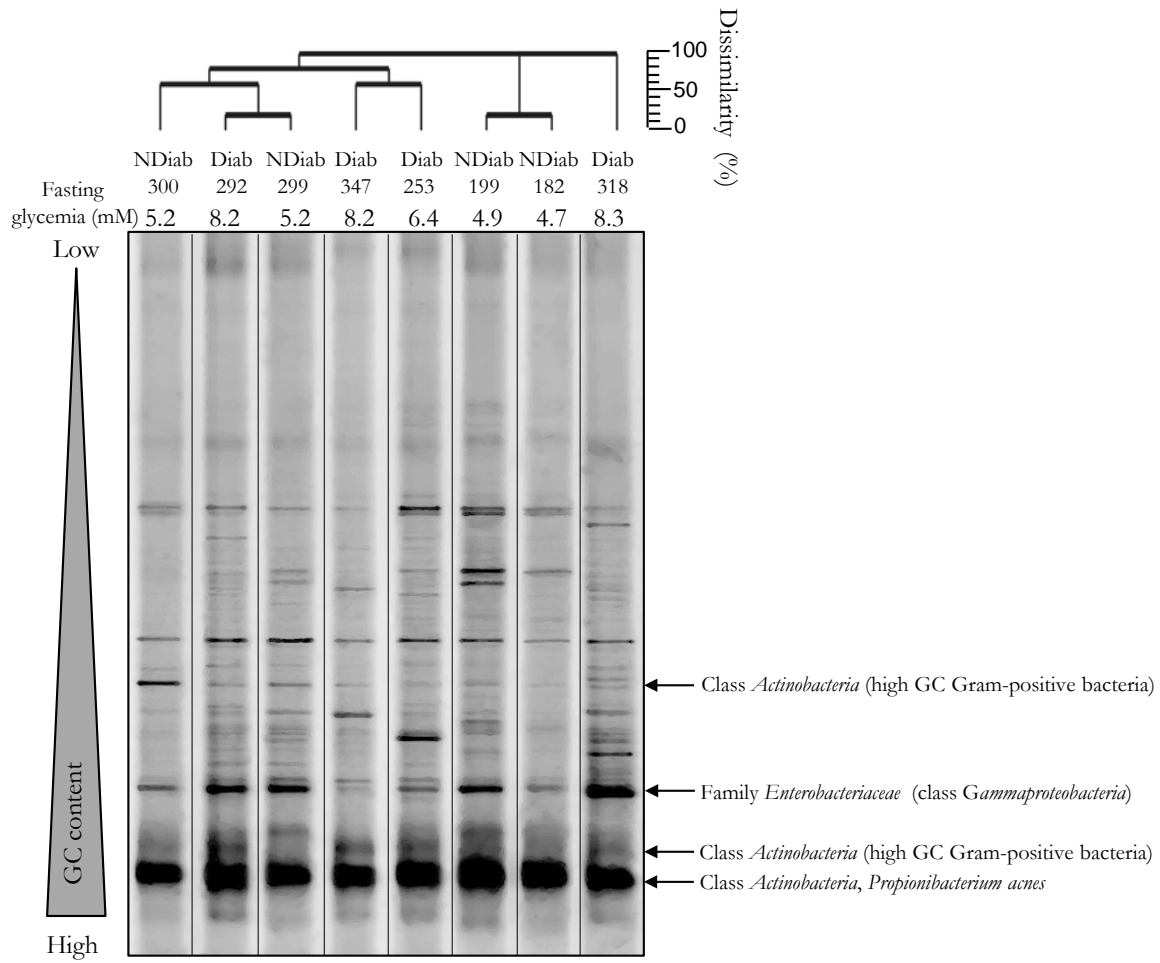 100
50
0
Dissimilarity (%)
NDiab Diab NDiab Diab Diab NDiab NDiab Diab
Fasting 300 292 299 347 253 199 182 318
glycemia (mM) 5.2 8.2 5.2 8.2 6.4 4.9 4.7 8.3
Low
GC content
High
Class Actinobacteria (high GC Gram-positive bacteria)
Family Enterobacteriaceae (class Gammaproteobacteria)
Class Actinobacteria (high GC Gram-positive bacteria)
Class Actinobacteria, Propionibacterium acnes